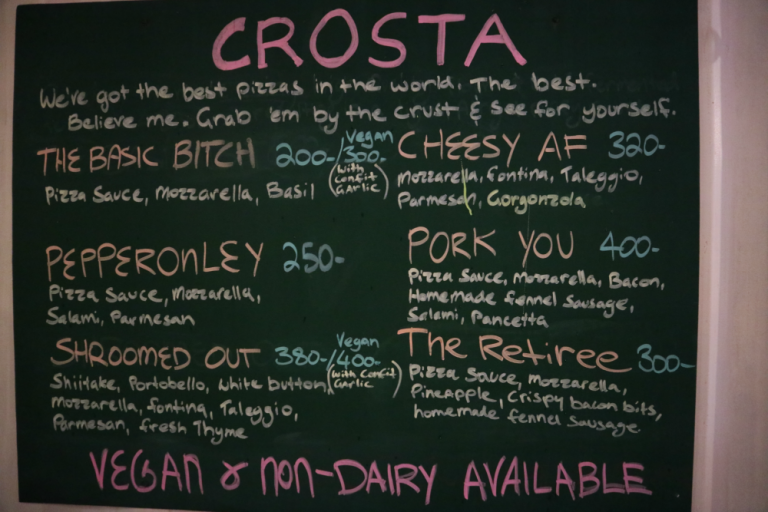 CROSTA
We've got the best pizzas in the world. The best.
Believe me. Grab 'em by the crust & see for yourself.
THE BASIC BITCH 200-/Vegan 300-
(with confit GARLIC)
Pizza Sauce, Mozzarella, Basil
CHEESY AF 320-
Mozzarella, fontina, Taleggio,
Parmesan, Gorgonzola
PEPPERONLEY 250-
Pizza Sauce, Mozzarella,
Salami, Parmesan
PORK YOU 400-
Pizza Sauce, Mozzarella, Bacon,
Homemade fennel sausage,
Salami, Pancetta
SHROOMED OUT 380-/Vegan 400-
(with Confit Garlic)
Shiitake, Portobello, White button,
Mozzarella, fontina, Taleggio,
Parmesan, fresh Thyme
The Retiree 300-
Pizza Sauce, Mozzarella,
Pineapple, Crispy bacon bits,
homemade fennel sausage
VEGAN & NON-DAIRY AVAILABLE